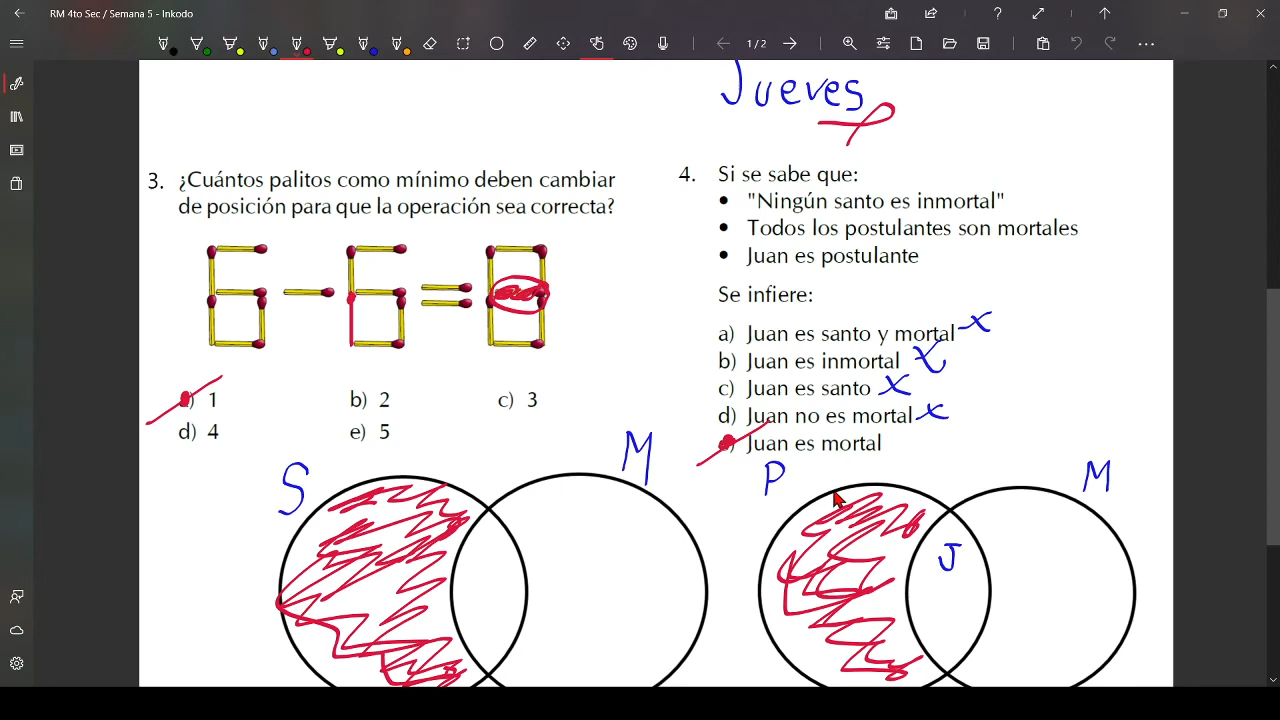 RM 4to Sec / Semana 5 - Inkodo
1/2
Jueves
3. ¿Cuántos palitos como mínimo deben cambiar
de posición para que la operación sea correcta?
1
b) 2
c) 3
d) 4
e) 5
4. Si se sabe que:
• "Ningún santo es inmortal"
• Todos los postulantes son mortales
• Juan es postulante
Se infiere:
a) Juan es santo y mortal x
b) Juan es inmortal x
c) Juan es santo x
d) Juan no es mortal x
Juan es mortal
S
M
P
M
J